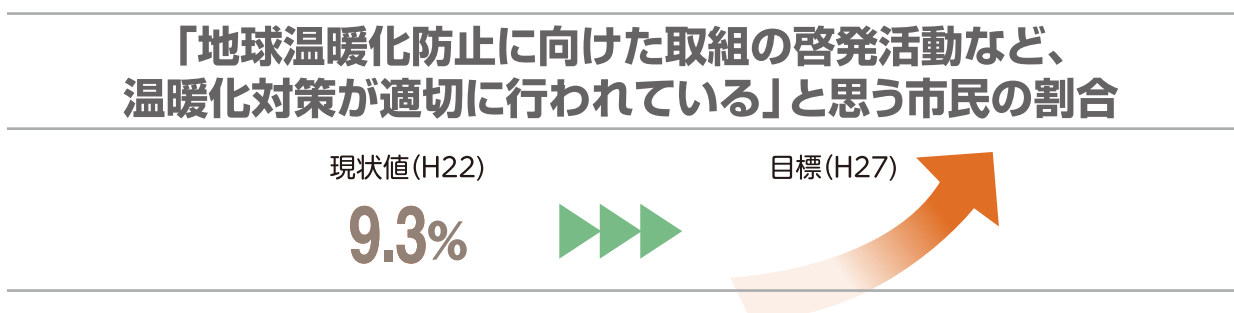 「地球温暖化防止に向けた取組の啓発活動など、
温暖化対策が適切に行われている」と思う市民の割合
現状値(H22)
目標(H27)
9.3%